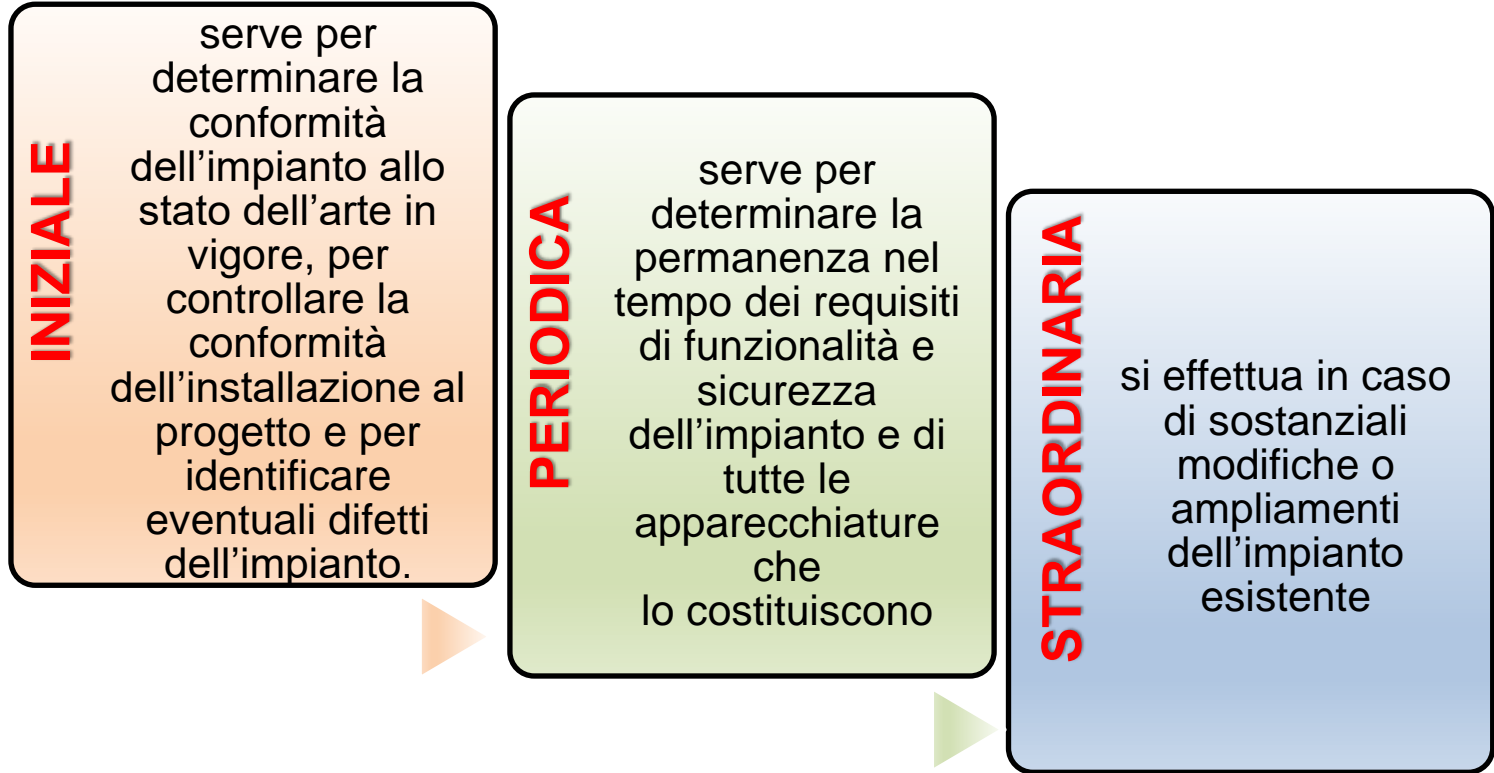 INIZIALE
serve per
determinare la
conformità
dell’impianto allo
stato dell’arte in
vigore, per
controllare la
conformità
dell’installazione al
progetto e per
identificare
eventuali difetti
dell’impianto.
PERIODICA
serve per
determinare la
permanenza nel
tempo dei requisiti
di funzionalità e
sicurezza
dell’impianto e di
tutte le
apparecchiature
che
lo costituiscono
STRAORDINARIA
si effettua in caso
di sostanziali
modifiche o
ampliamenti
dell’impianto
esistente